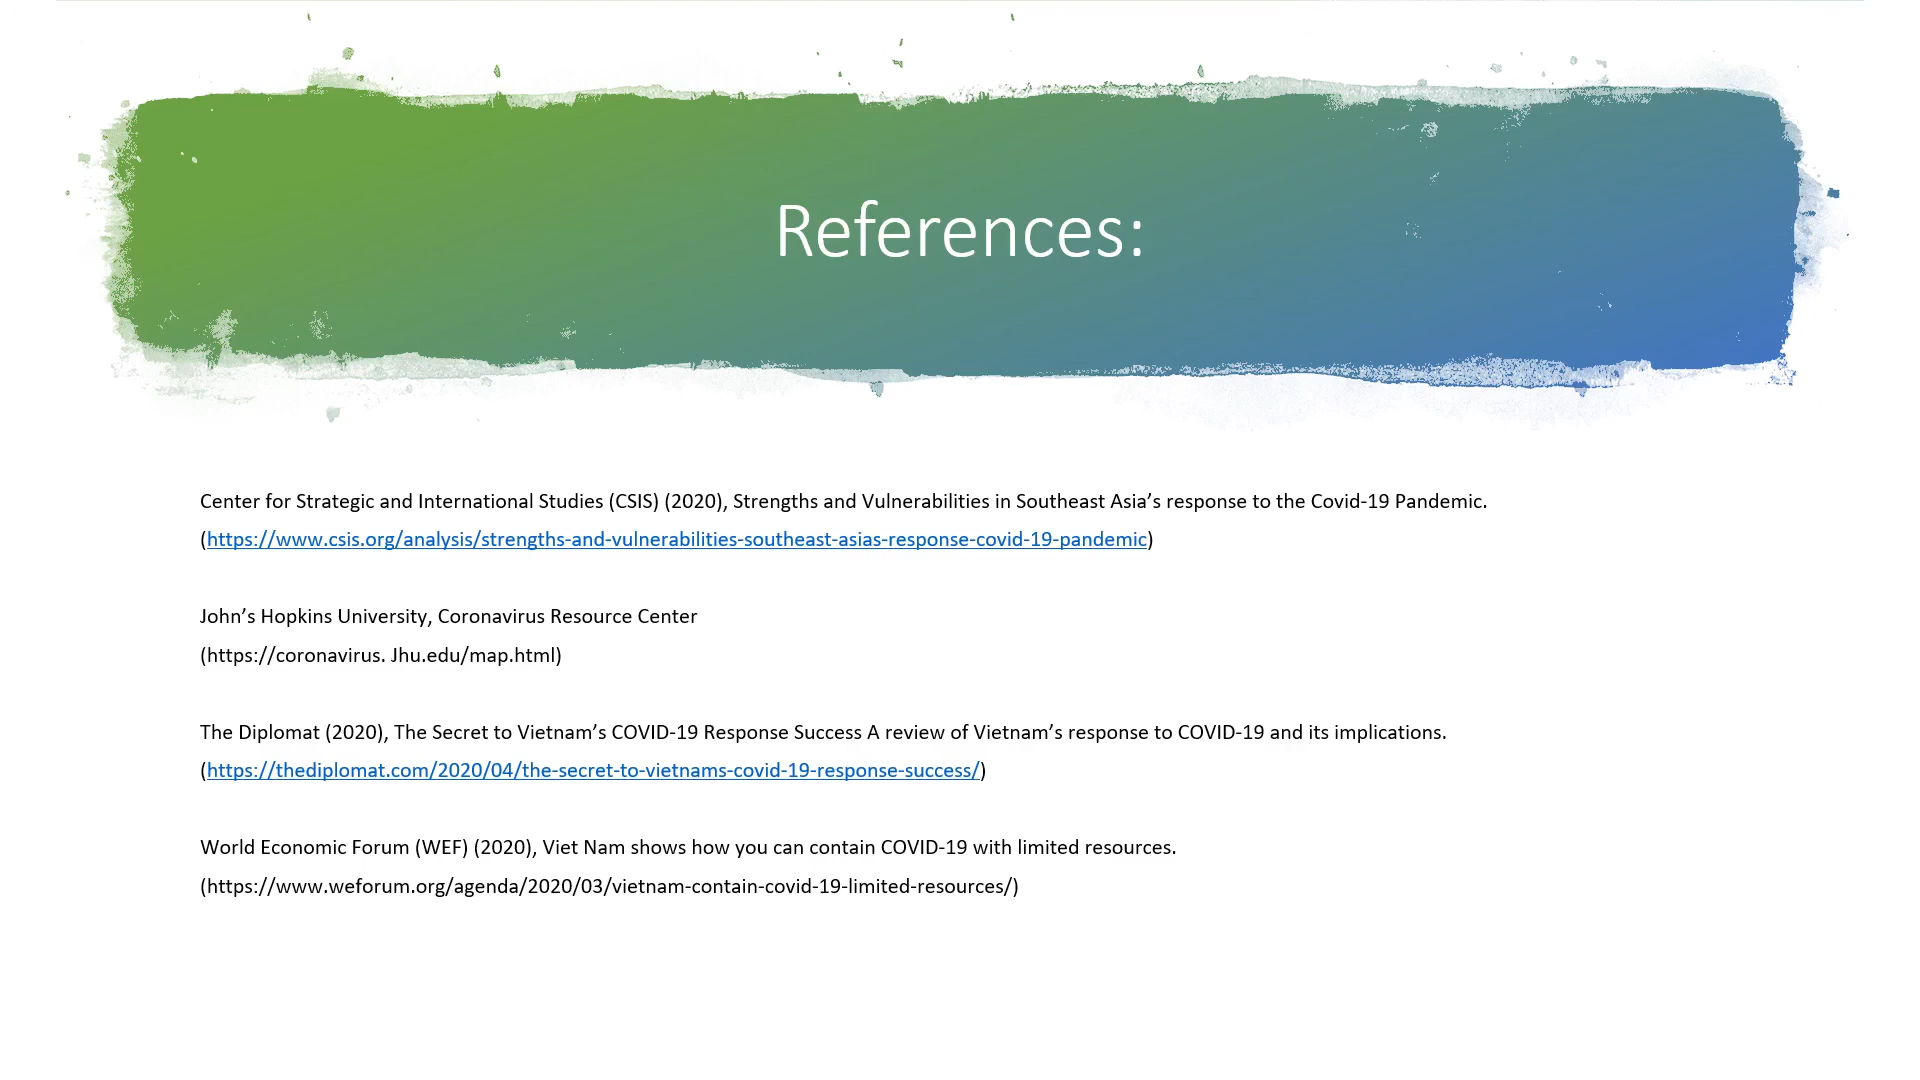 References:
Center for Strategic and International Studies (CSIS) (2020), Strengths and Vulnerabilities in Southeast Asia’s response to the Covid-19 Pandemic.
(https://www.csis.org/analysis/strengths-and-vulnerabilities-southeast-asias-response-covid-19-pandemic)
John’s Hopkins University, Coronavirus Resource Center
(https://coronavirus. Jhu.edu/map.html)
The Diplomat (2020), The Secret to Vietnam’s COVID-19 Response Success A review of Vietnam’s response to COVID-19 and its implications.
(https://thediplomat.com/2020/04/the-secret-to-vietnams-covid-19-response-success/)
World Economic Forum (WEF) (2020), Viet Nam shows how you can contain COVID-19 with limited resources.
(https://www.weforum.org/agenda/2020/03/vietnam-contain-covid-19-limited-resources/)